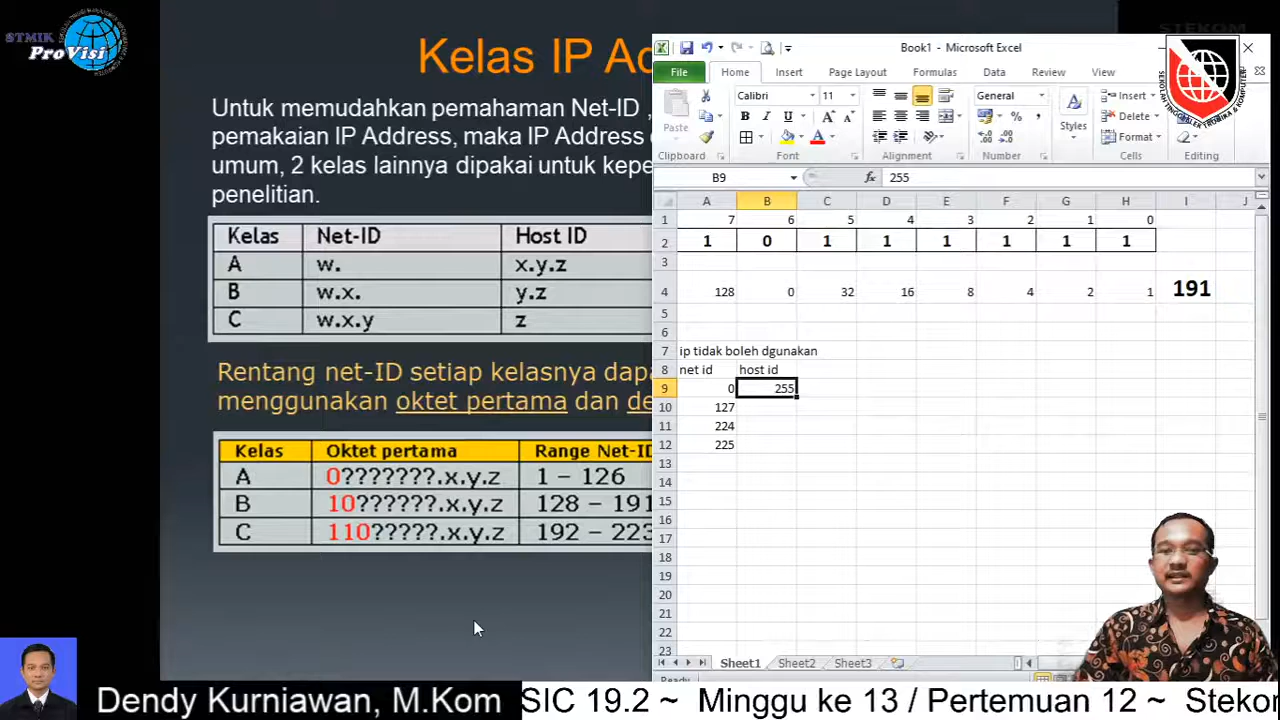 STMIK
ProVisi
Kelas IP Ad
Untuk memudahkan pemahaman Net-ID ,
pemakaian IP Address, maka IP Address
umum, 2 kelas lainnya dipakai untuk kepe
penelitian.
Kelas Net-ID Host ID
A w. x.y.z
B w.x. y.z
C w.x.y z
Rentang net-ID setiap kelasnya dapa
menggunakan oktet pertama dan de
Kelas Oktet pertama Range Net-ID
A 0???????.x.y.z 1 – 126
B 10??????.x.y.z 128 – 191
C 110?????.x.y.z 192 – 223
STEKOM
Book1 - Microsoft Excel
File Home Insert Page Layout Formulas Data Review View
Paste
Calibri 11
B I U
General
Styles
Insert
Delete
Format
Clipboard Font Alignment Number Cells Editing
B9 fx 255
A B C D E F G H I J
1 7 6 5 4 3 2 1 0
2 1 0 1 1 1 1 1 1
3
4 128 0 32 16 8 4 2 1 191
5
6
7 ip tidak boleh dgunakan
8 net id host id
9 0 255
10 127
11 224
12 225
13
14
15
16
17
18
19
20
21
22
23
Sheet1 Sheet2 Sheet3
Ready
Dendy Kurniawan, M.Kom
SIC 19.2 ~ Minggu ke 13 / Pertemuan 12 ~ Steko